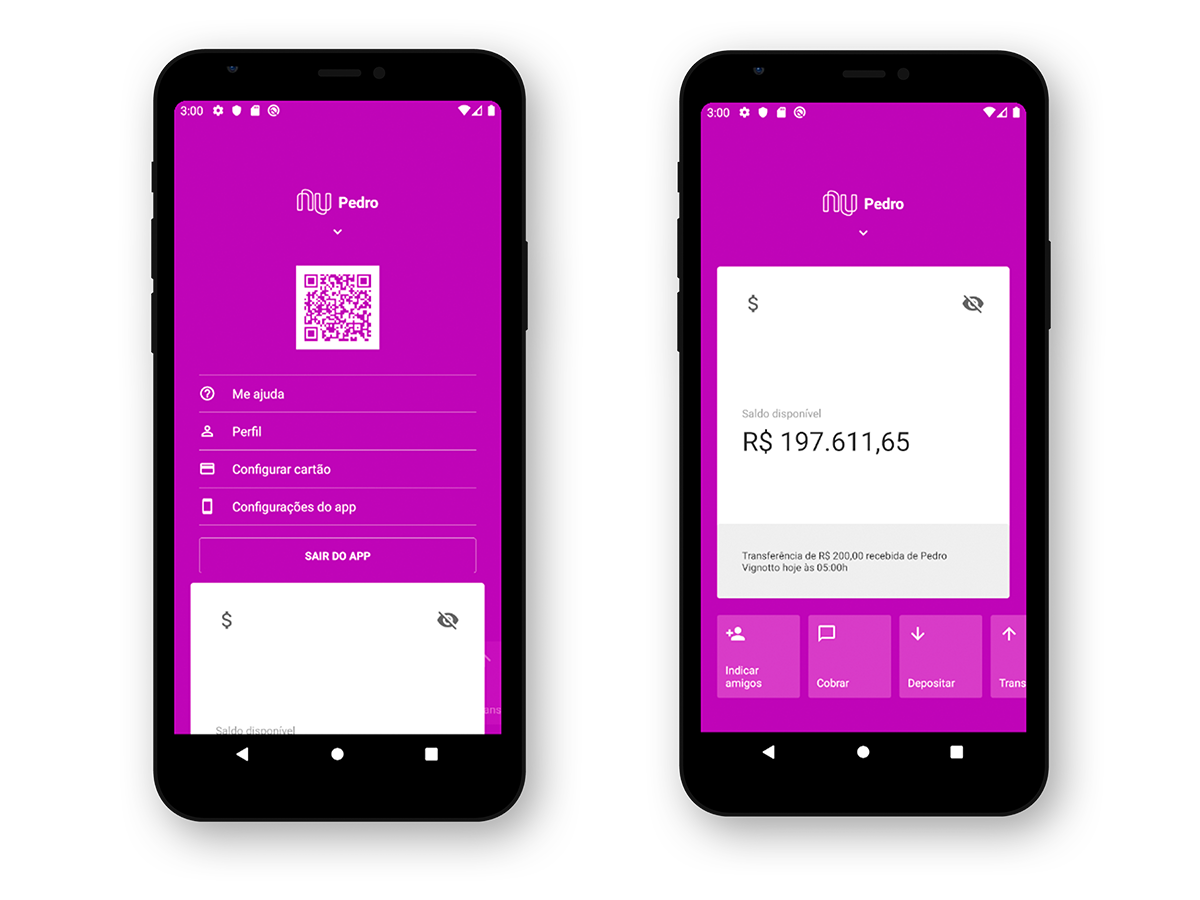 3:00
nu Pedro
Me ajuda
Perfil
Configurar cartão
Configurações do app
SAIR DO APP
$
ans
Saldo disponível
3:00
nu Pedro
$
Saldo disponível
R$ 197.611,65
Transferência de R$ 200,00 recebida de Pedro
Vignotto hoje às 05:00h
Indicar
amigos
Cobrar
Depositar
Trans